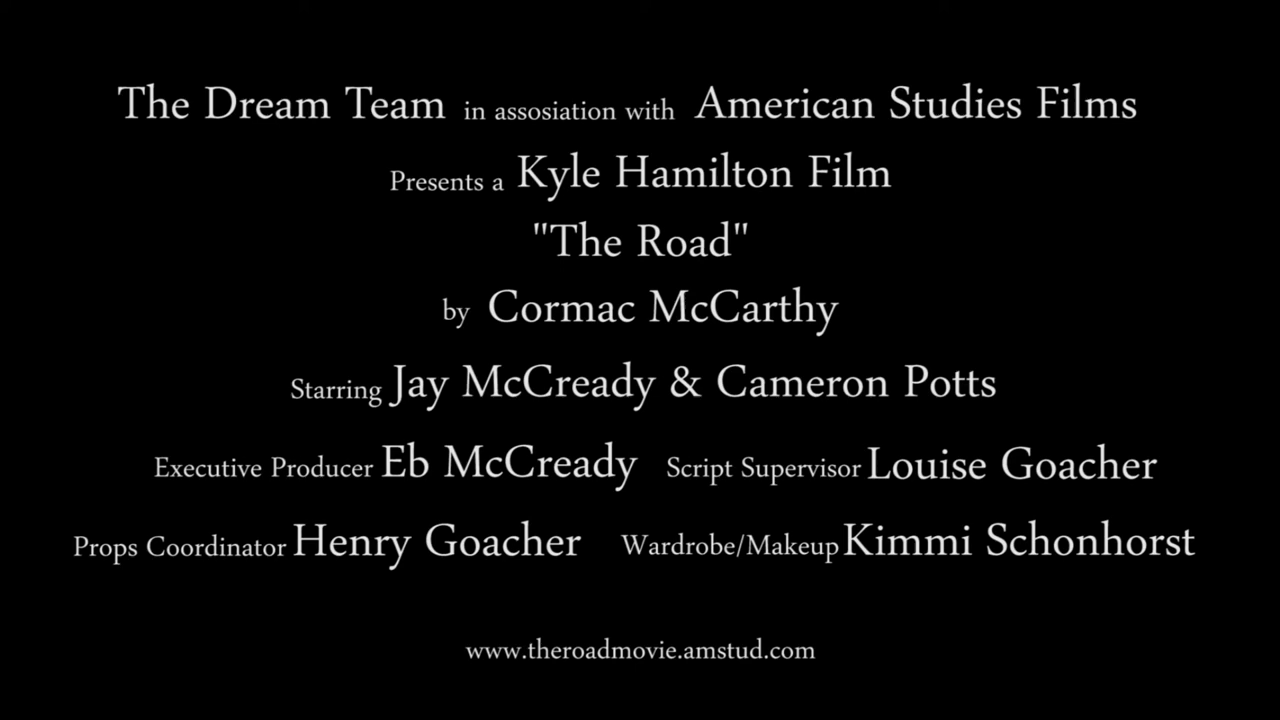 The Dream Team in assosiation with American Studies Films
Presents a Kyle Hamilton Film
"The Road"
by Cormac McCarthy
Starring Jay McCready & Cameron Potts
Executive Producer Eb McCready Script Supervisor Louise Goacher
Props Coordinator Henry Goacher Wardrobe/Makeup Kimmi Schonhorst
www.theroadmovie.amstud.com